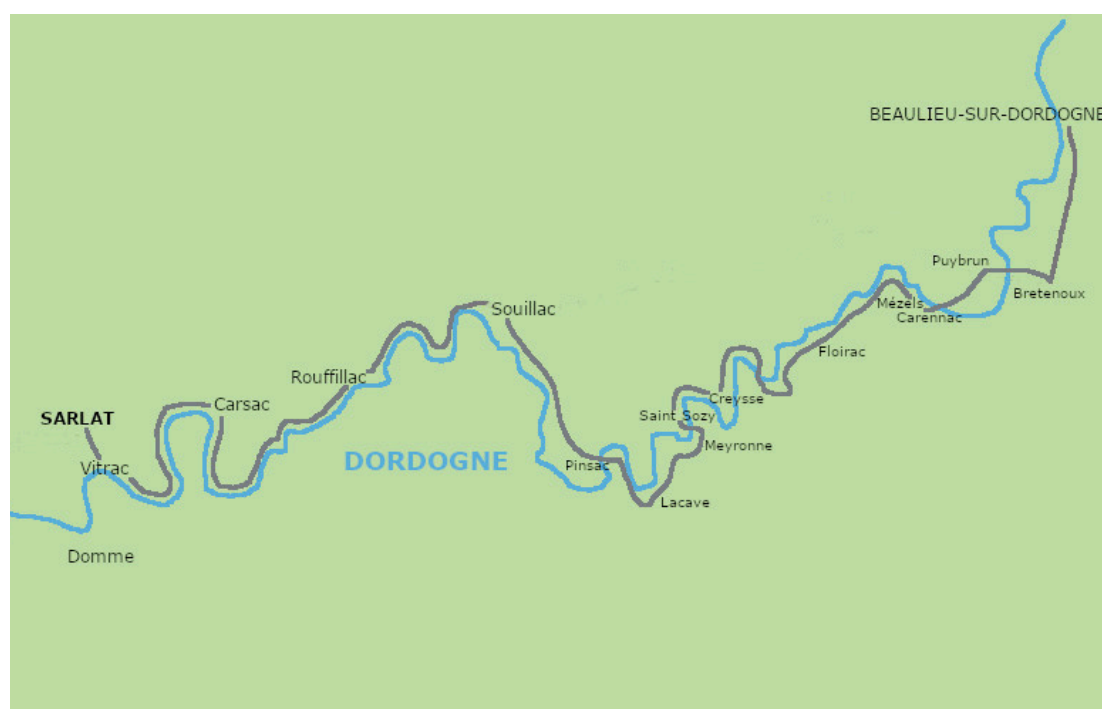 BEAULIEU-SUR-DORDOGNE
Puybrun
Bretenoux
Mézels
Carennac
Souillac
Floirac
Rouffillac
Creysse
Carsac
SARLAT
Saint Sozy
Meyronne
Vitrac
DORDOGNE
Pinsac
Lacave
Domme